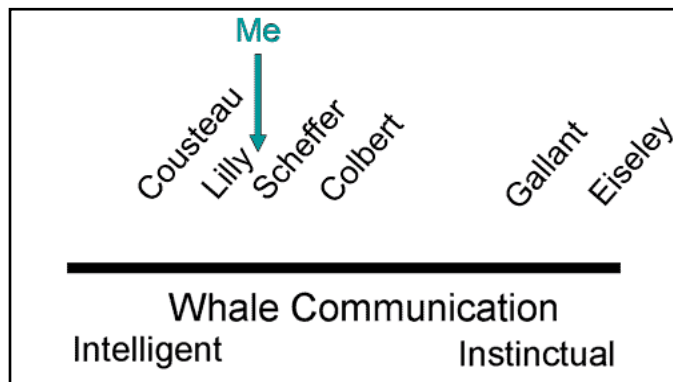 Me
Cousteau
Lilly
Scheffer
Colbert
Gallant
Eiseley
Whale Communication
Intelligent
Instinctual